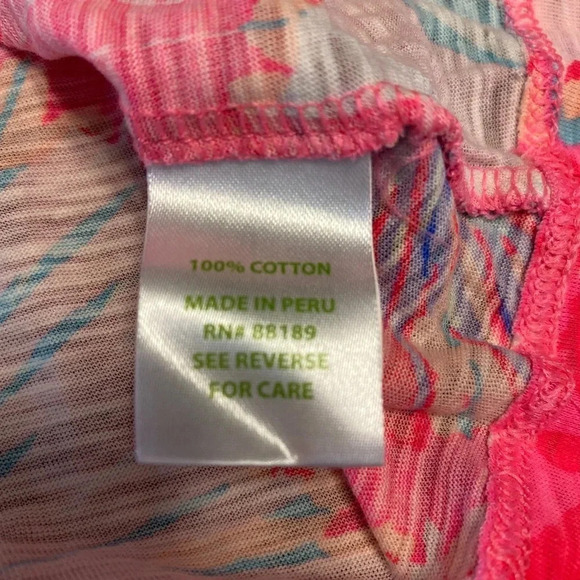 100% COTTON
MADE IN PERU
RN# 88189
SEE REVERSE
FOR CARE